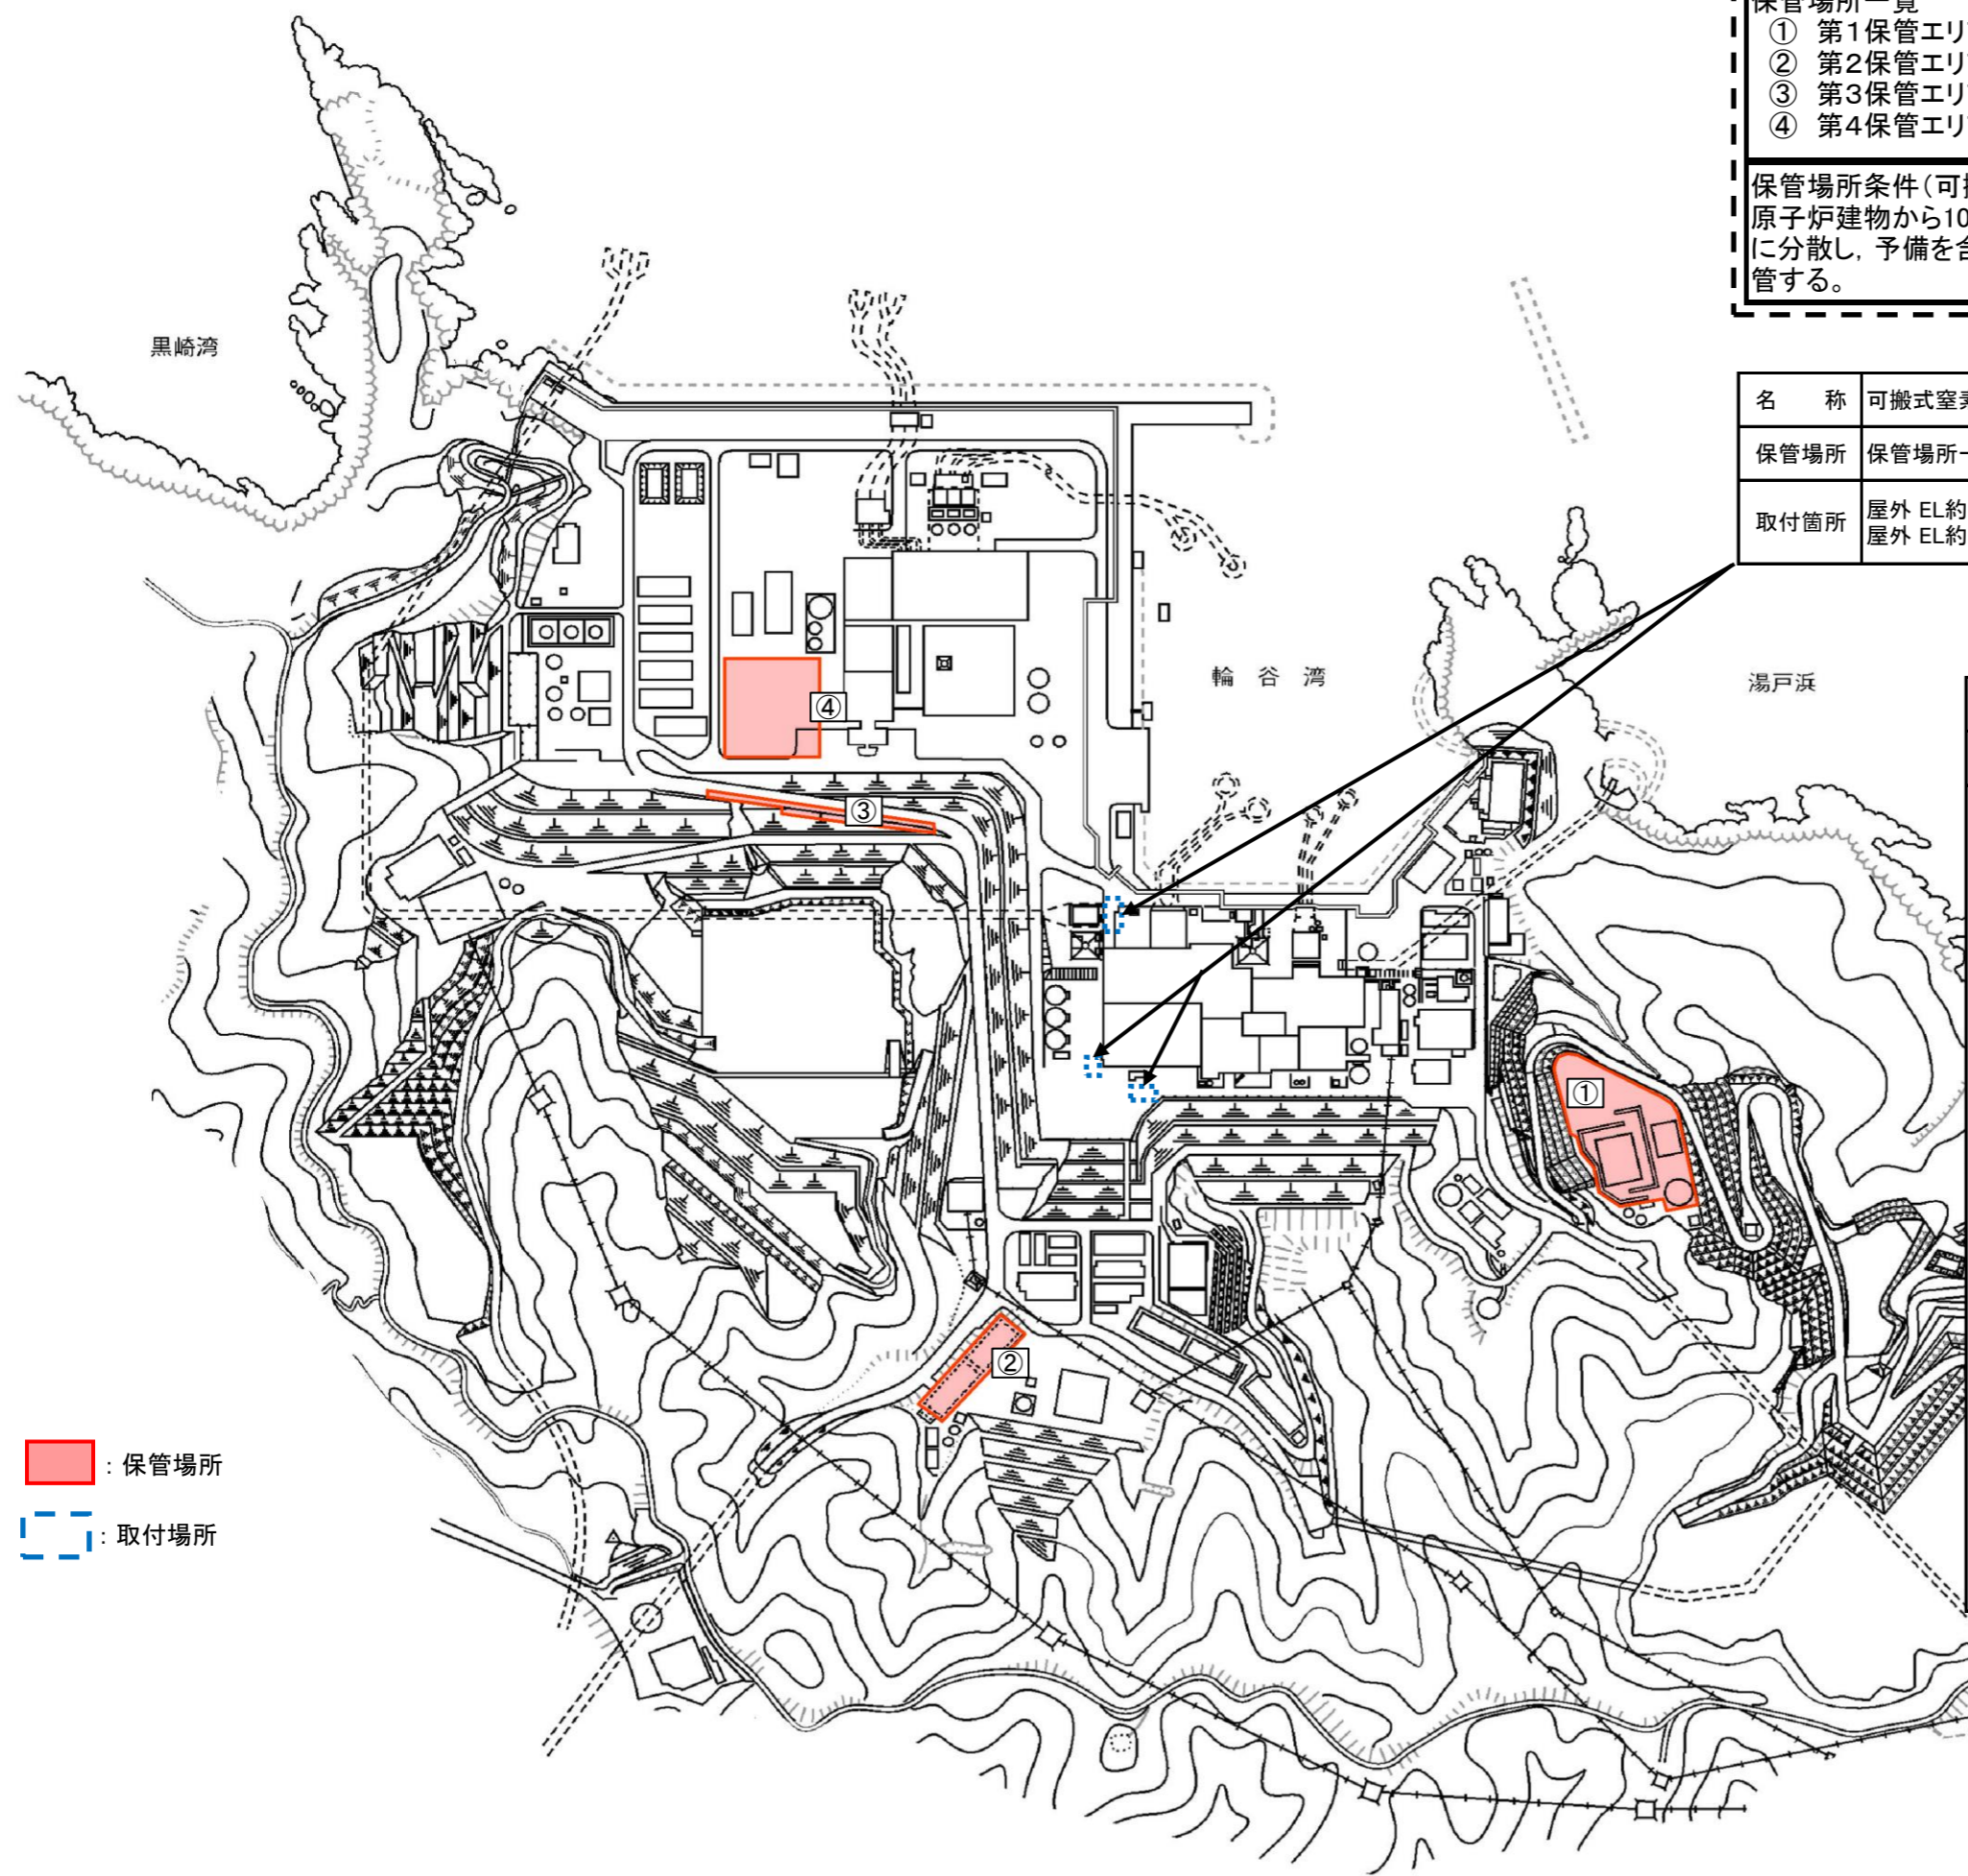 保管場所一覧
① 第1保管エリ
② 第2保管エリ
③ 第3保管エリ
④ 第4保管エリ
保管場所条件(可
原子炉建物から10
に分散し,予備を
管する。
名 称 可搬式窒
保管場所 保管場所一
取付箇所 屋外 EL約
屋外 EL約
黒崎湾
輪谷湾
湯戸浜
④
③
①
②
:保管場所
:取付場所